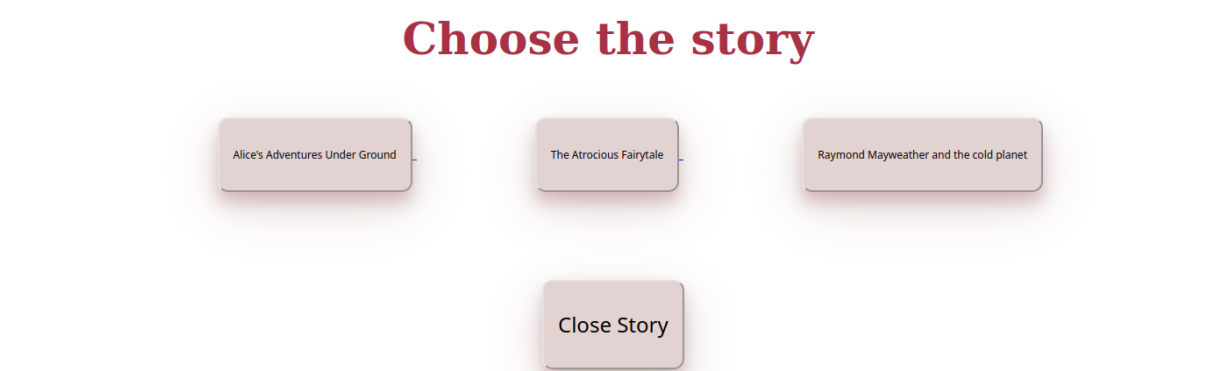 Choose the story
Alice's Adventures Under Ground
The Atrocious Fairytale
Raymond Mayweather and the cold planet
Close Story